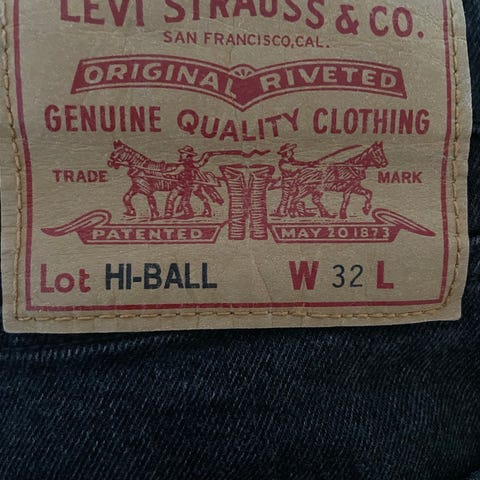 LEVI STRAUSS & CO.
SAN FRANCISCO, CAL.
ORIGINAL RIVETED
GENUINE QUALITY CLOTHING
TRADE MARK
PATENTED MAY 20 1873
Lot HI-BALL W 32 L